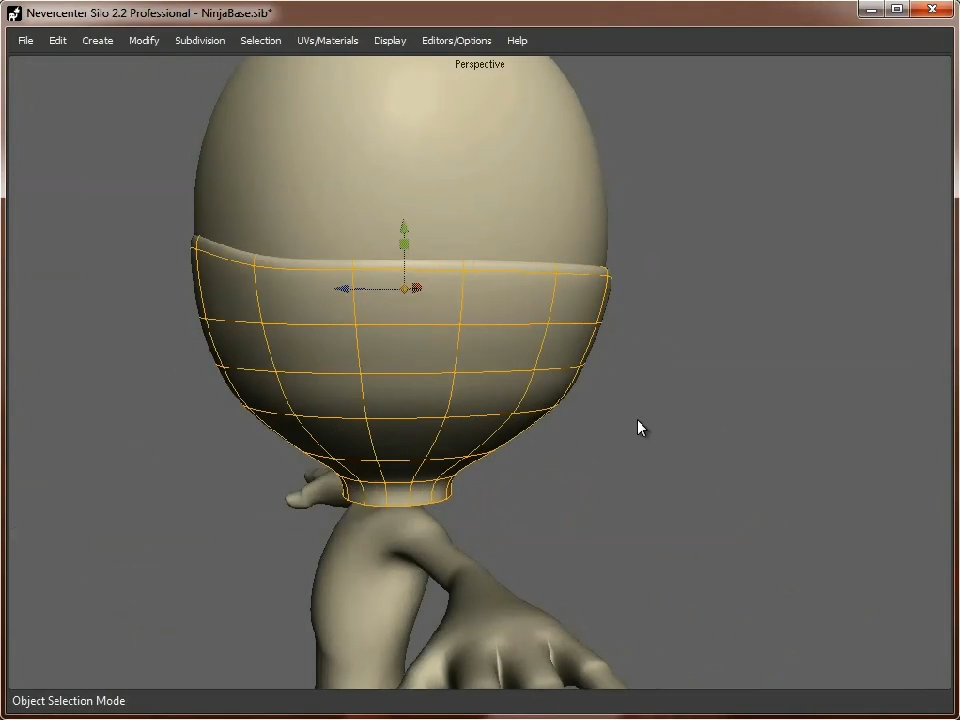 Nevercenter Silo 2.2 Professional - NinjaBase.sib*
File Edit Create Modify Subdivision Selection UVs/Materials Display Editors/Options Help
Perspective
Object Selection Mode